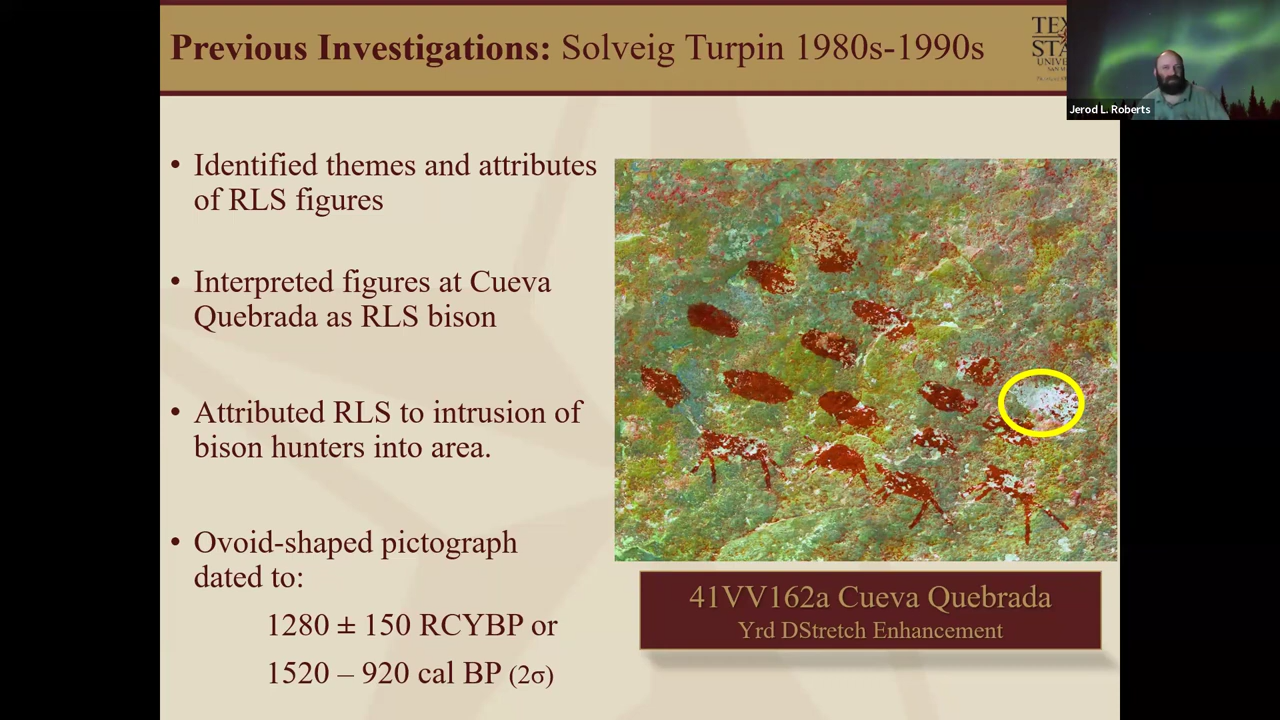 Previous Investigations: Solveig Turpin 1980s-1990s
Jerod L. Roberts
• Identified themes and attributes
of RLS figures
• Interpreted figures at Cueva
Quebrada as RLS bison
• Attributed RLS to intrusion of
bison hunters into area.
• Ovoid-shaped pictograph
dated to:
1280 ± 150 RCYBP or
1520 – 920 cal BP (2σ)
41VV162a Cueva Quebrada
Yrd DStretch Enhancement